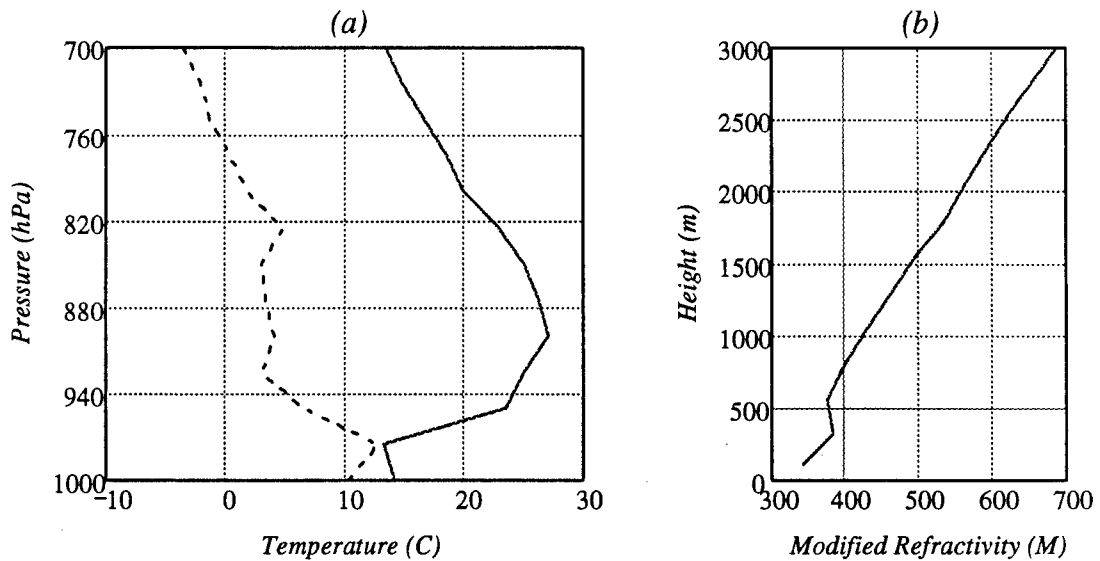 (a)
700
760
820
880
940
1000
Pressure (hPa)
-10 0 10 20 30
Temperature (C)
(b)
3000
2500
2000
1500
1000
500
0
Height (m)
300 400 500 600 700
Modified Refractivity (M)